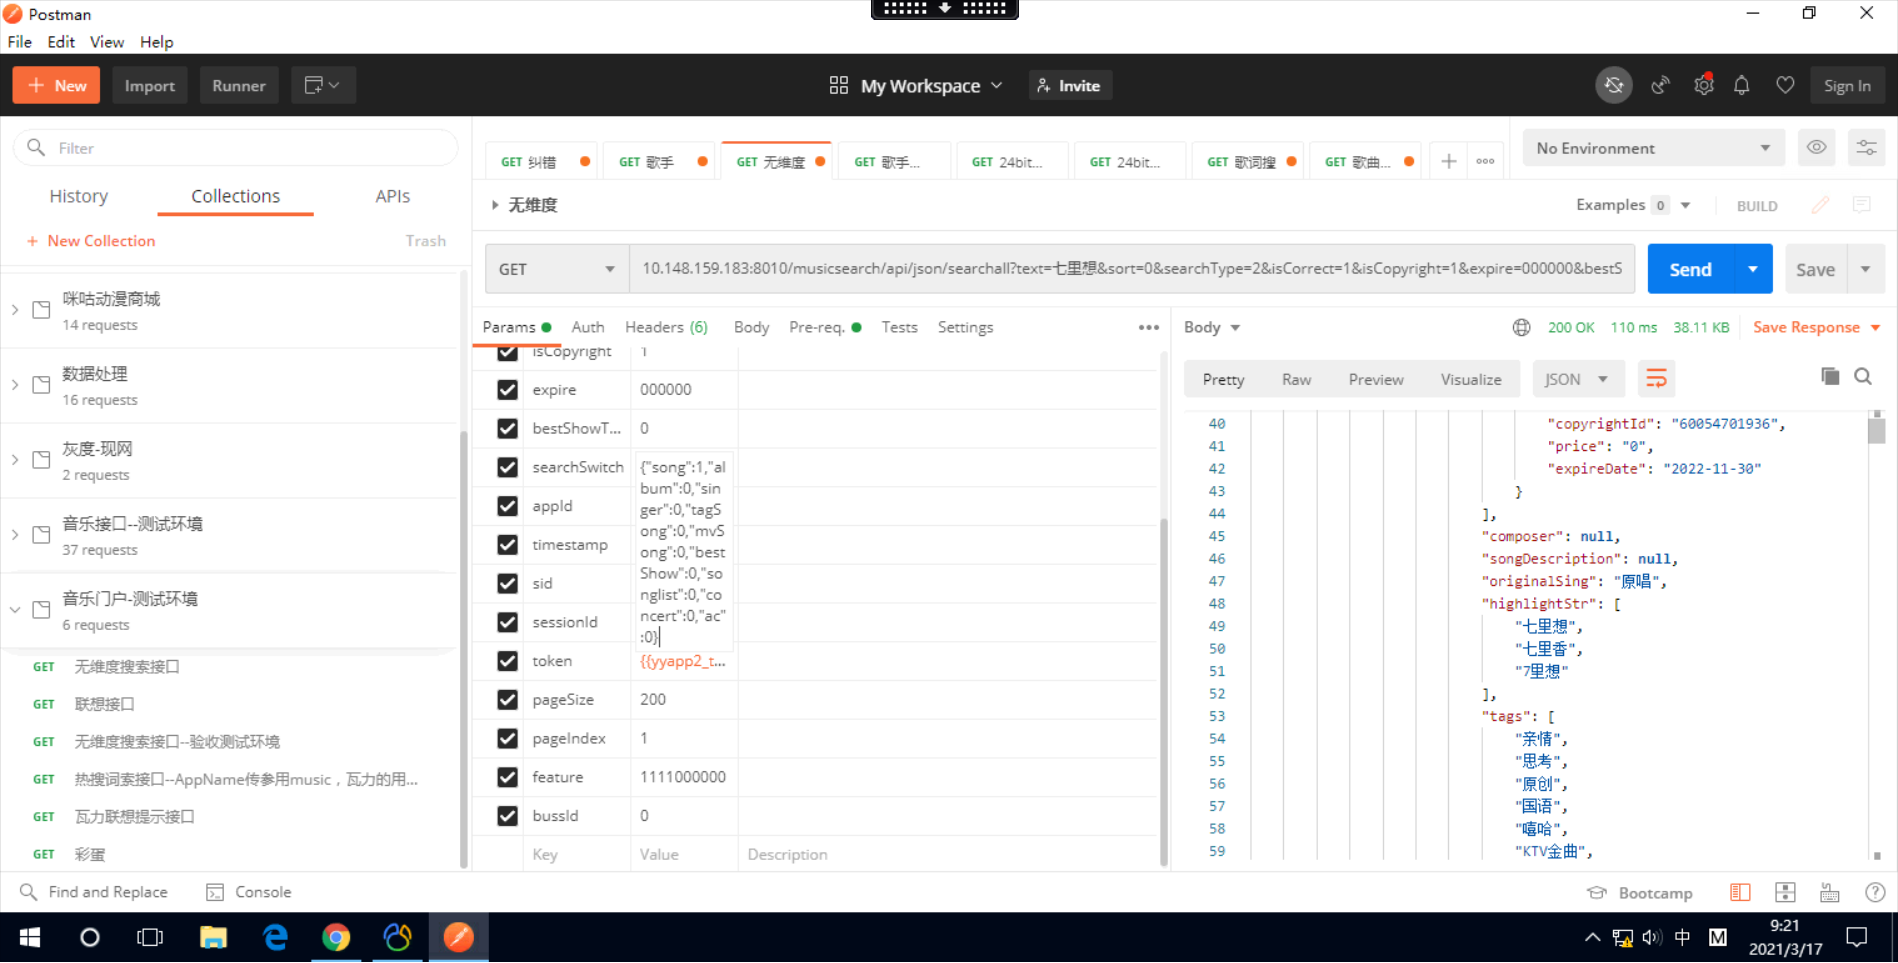 Postman
File Edit View Help
New Import Runner My Workspace Invite Sign In
Filter
History Collections APIs
+ New Collection Trash
咪咕动漫商城
14 requests
数据处理
16 requests
灰度-现网
2 requests
音乐接口--测试环境
37 requests
音乐门户-测试环境
6 requests
GET 无维度搜索接口
GET 联想接口
GET 无维度搜索接口--验收测试环境
GET 热搜词索接口--AppName传参用music，瓦力的用...
GET 瓦力联想提示接口
GET 彩蛋
GET 纠错 GET 歌手 GET 无维度 GET 歌手... GET 24bit... GET 24bit... GET 歌词搜 GET 歌曲...
No Environment
无维度
Examples 0 BUILD
GET 10.148.159.183:8010/musicsearch/api/json/searchall?text=七里想&sort=0&searchType=2&isCorrect=1&isCopyright=1&expire=000000&bestS
Send Save
Params Auth Headers (6) Body Pre-req. Tests Settings
isCopyright 1
expire 000000
bestShowT... 0
searchSwitch
appId
timestamp
sid
sessionId
{"song":1,"al
bum":0,"sin
ger":0,"tagS
ong":0,"mvS
ong":0,"best
Show":0,"so
nglist":0,"co
ncert":0,"ac"
:0}
token {{yyapp2_t...
pageSize 200
pageIndex 1
feature 1111000000
bussId 0
Key Value Description
Body 200 OK 110 ms 38.11 KB Save Response
Pretty Raw Preview Visualize JSON
40 "copyrightId": "60054701936",
41 "price": "0",
42 "expireDate": "2022-11-30"
43 }
44 ],
45 "composer": null,
46 "songDescription": null,
47 "originalSing": "原唱",
48 "highlightStr": [
49 "七里想",
50 "七里香",
51 "7里想"
52 ],
53 "tags": [
54 "亲情",
55 "思考",
56 "原创",
57 "国语",
58 "嘻哈",
59 "KTV金曲",
Find and Replace Console Bootcamp
中 M 9:21
2021/3/17